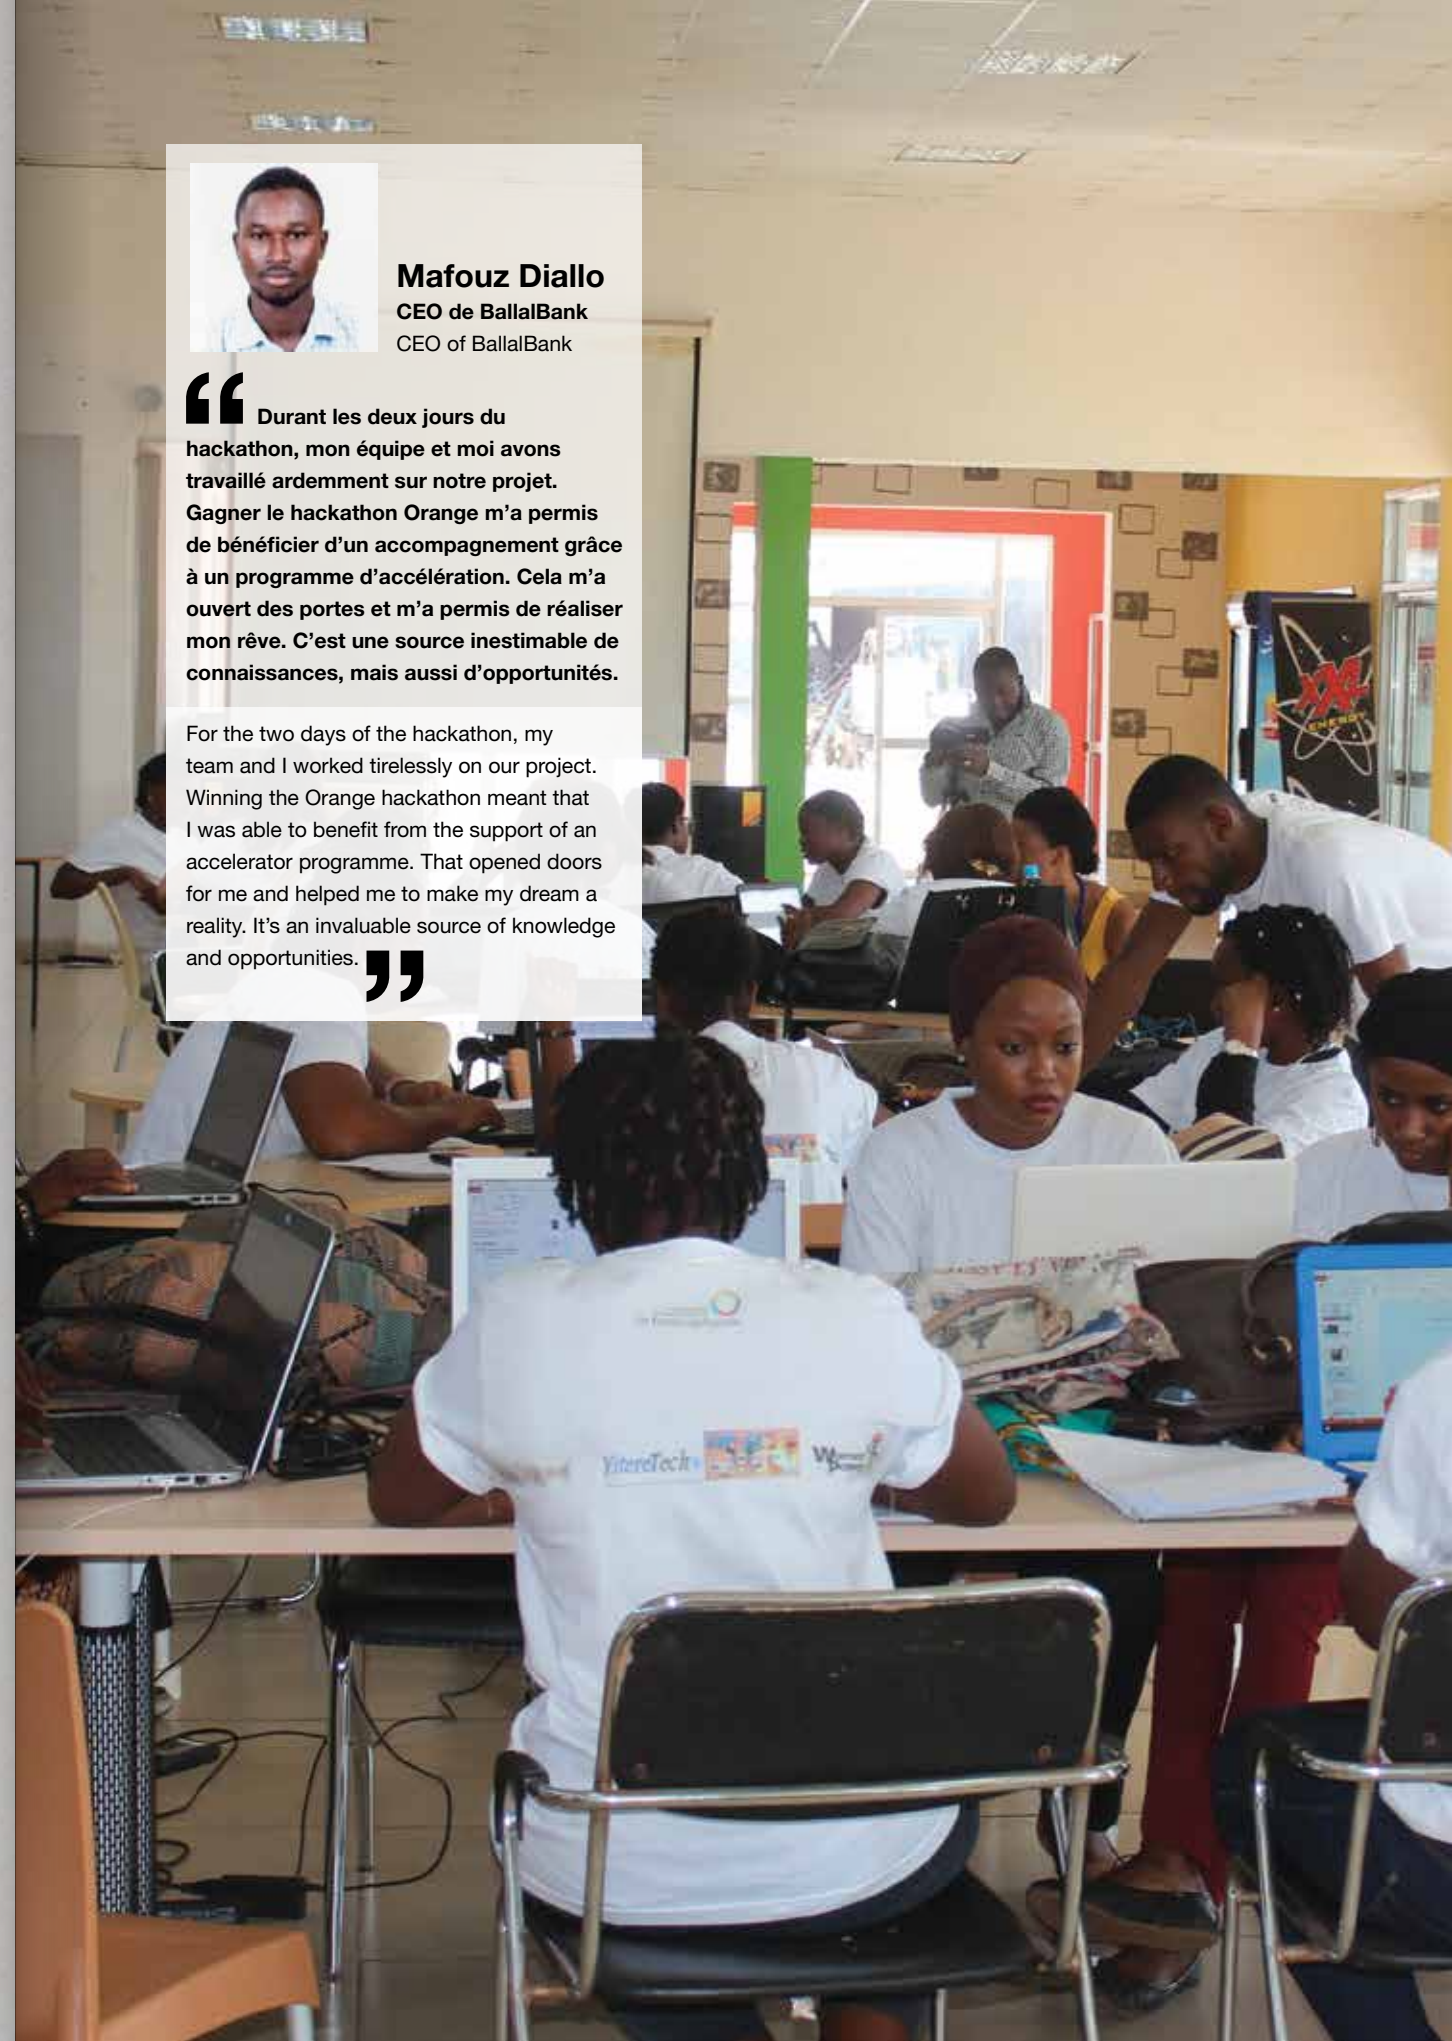 Mafouz Diallo
CEO de BallalBank
CEO of BallalBank
“ Durant les deux jours du
hackathon, mon équipe et moi avons
travaillé ardemment sur notre projet.
Gagner le hackathon Orange m’a permis
de bénéficier d’un accompagnement grâce
à un programme d’accélération. Cela m’a
ouvert des portes et m’a permis de réaliser
mon rêve. C’est une source inestimable de
connaissances, mais aussi d’opportunités.
For the two days of the hackathon, my
team and I worked tirelessly on our project.
Winning the Orange hackathon meant that
I was able to benefit from the support of an
accelerator programme. That opened doors
for me and helped me to make my dream a
reality. It’s an invaluable source of knowledge
and opportunities. ”
XXL
ENERGY
YitereTech